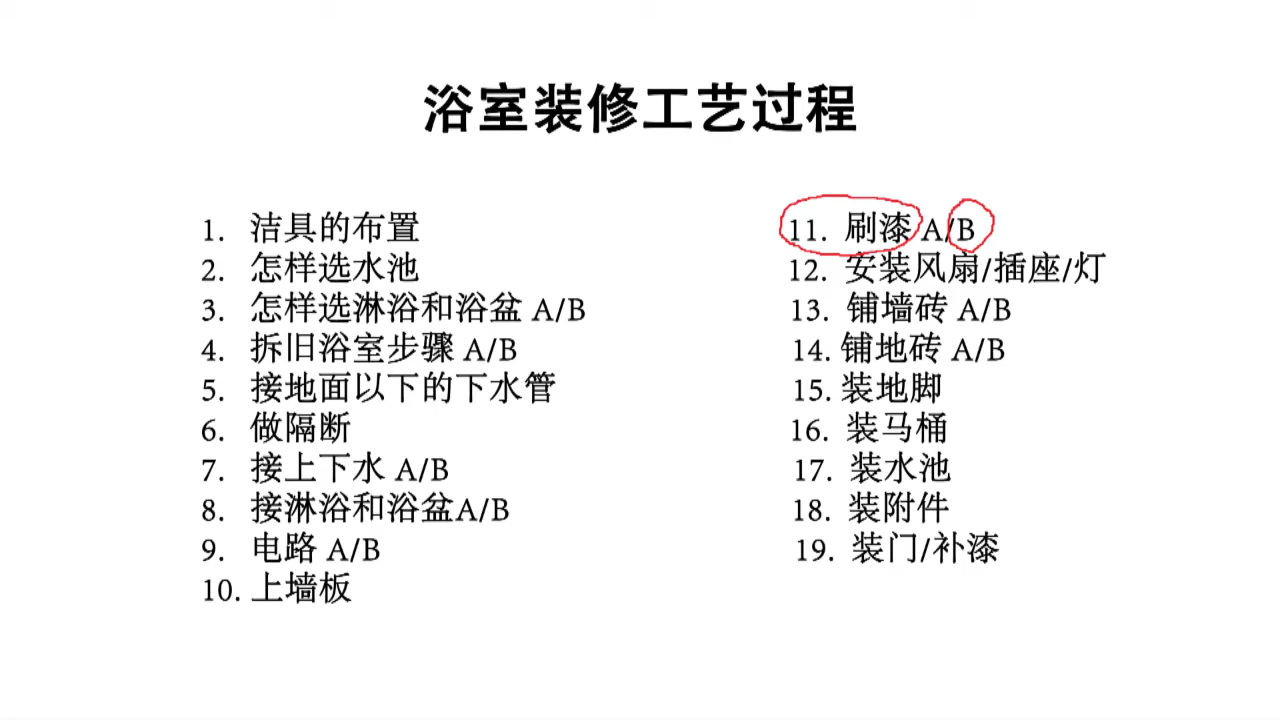 浴室装修工艺过程
1. 洁具的布置
2. 怎样选水池
3. 怎样选淋浴和浴盆 A/B
4. 拆旧浴室步骤 A/B
5. 接地面以下的下水管
6. 做隔断
7. 接上下水 A/B
8. 接淋浴和浴盆A/B
9. 电路 A/B
10. 上墙板
11. 刷漆 A/B
12. 安装风扇/插座/灯
13. 铺墙砖 A/B
14. 铺地砖 A/B
15. 装地脚
16. 装马桶
17. 装水池
18. 装附件
19. 装门/补漆